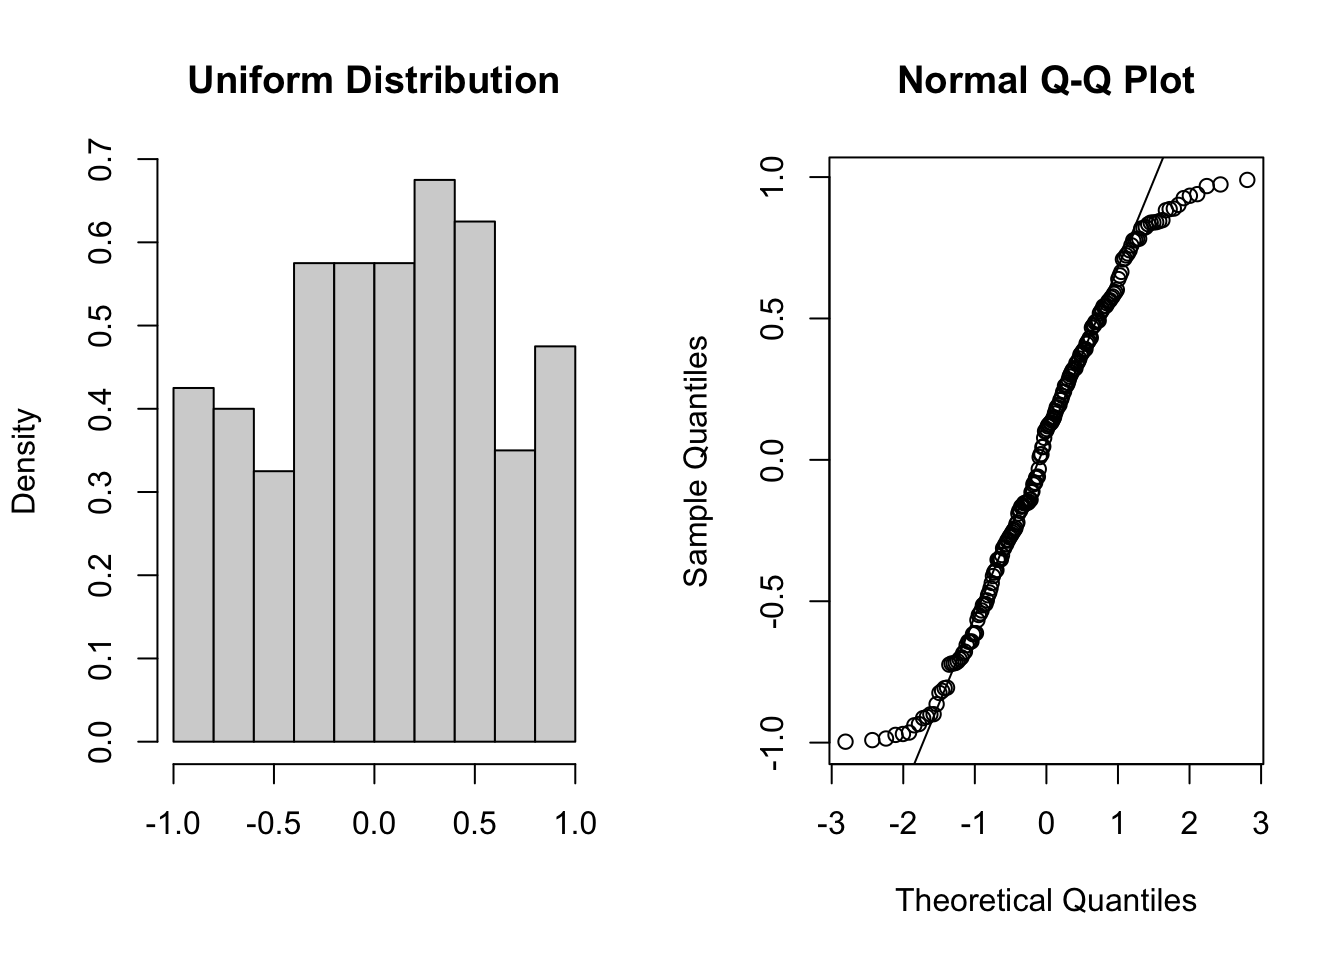 Uniform Distribution
Density
0.0 0.1 0.2 0.3 0.4 0.5 0.6 0.7
-1.0 -0.5 0.0 0.5 1.0
Normal Q-Q Plot
Sample Quantiles
-1.0 -0.5 0.0 0.5 1.0
-3 -2 -1 0 1 2 3
Theoretical Quantiles